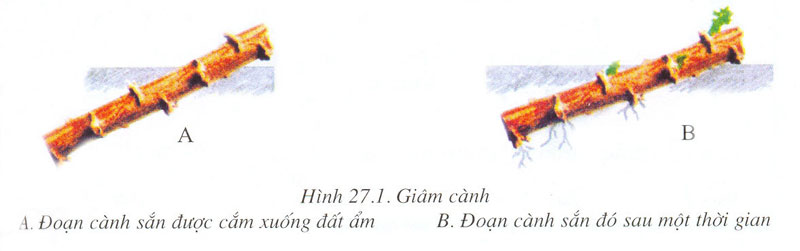 A
B
Hình 27.1. Giâm cành
A. Đoạn cành sắn được cắm xuống đất ẩm
B. Đoạn cành sắn đó sau một thời gian